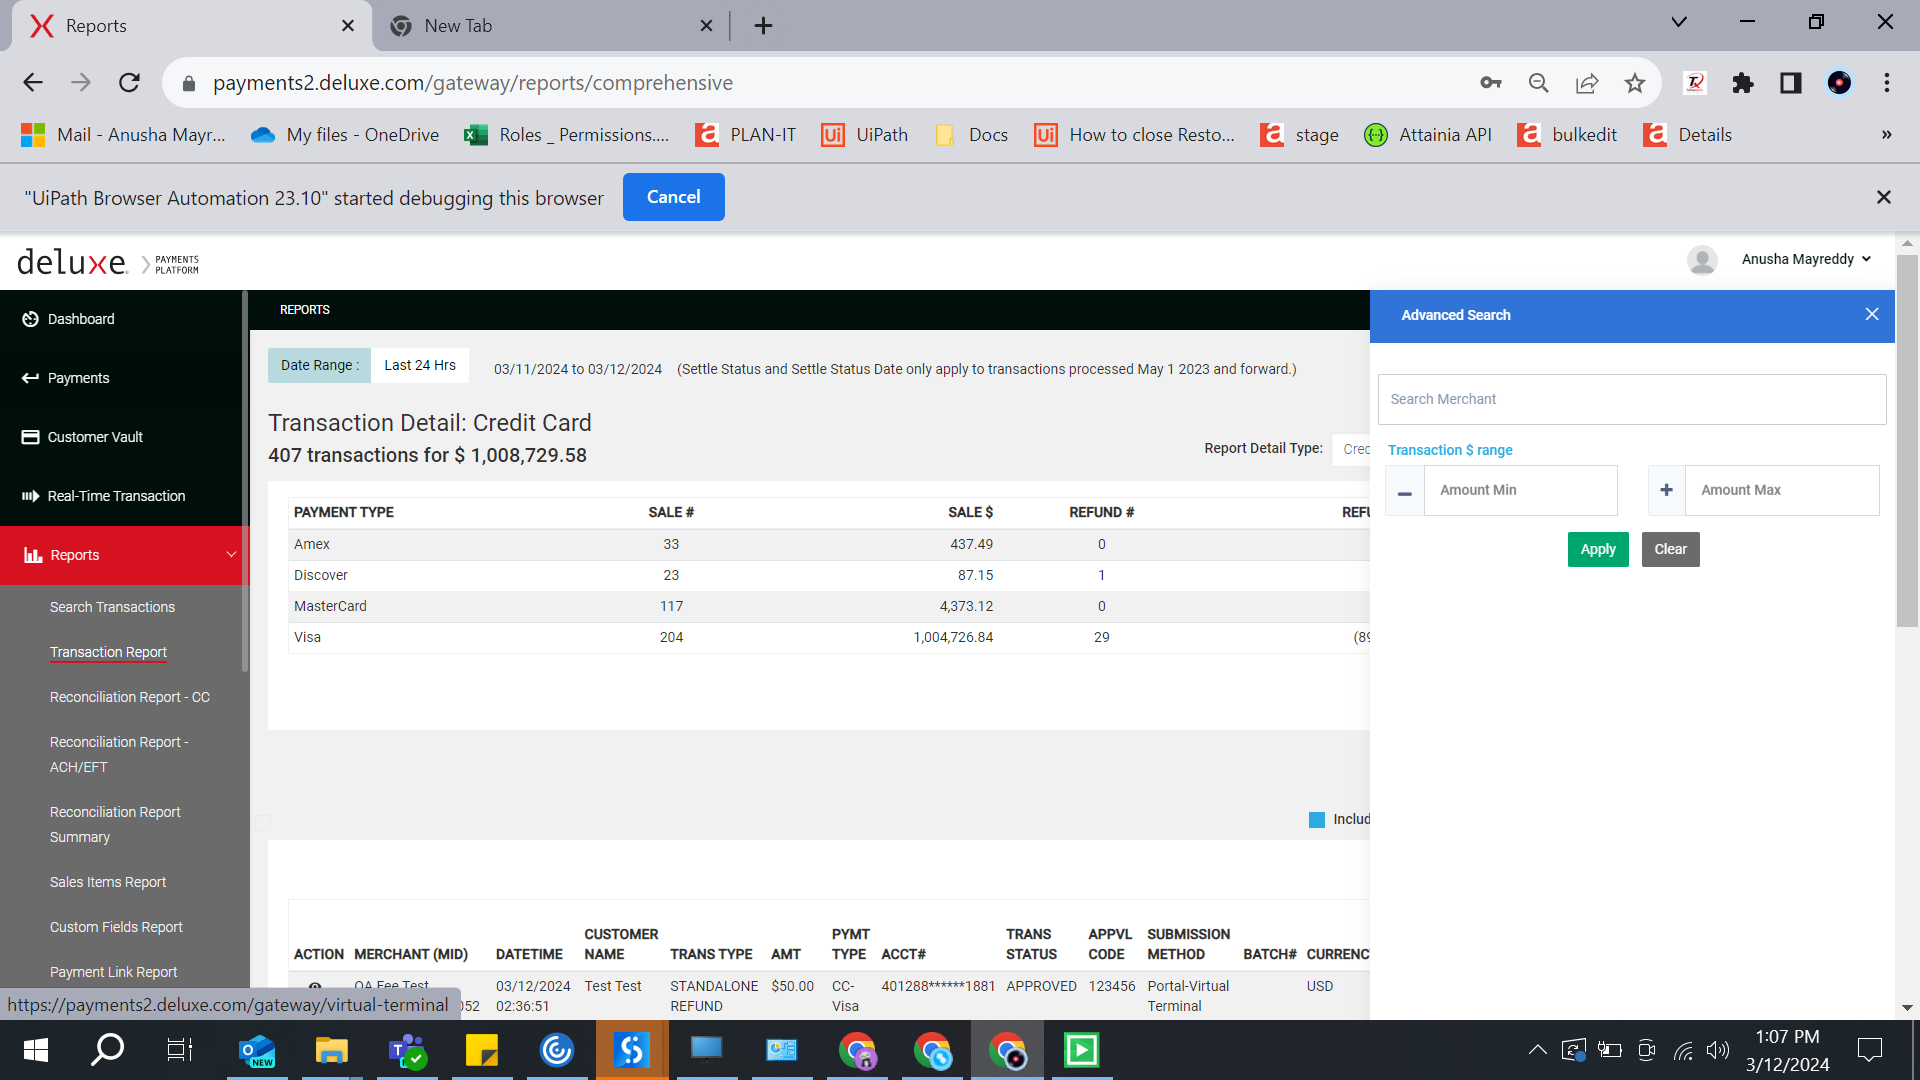 Reports
New Tab
payments2.deluxe.com/gateway/reports/comprehensive
Mail - Anusha Mayr... My files - OneDrive Roles _ Permissions.... PLAN-IT UiPath Docs How to close Resto... stage Attainia API bulkedit Details »
"UiPath Browser Automation 23.10" started debugging this browser Cancel
deluxe. PAYMENTS PLATFORM
Anusha Mayreddy
Dashboard
Payments
Customer Vault
Real-Time Transaction
Reports
Search Transactions
Transaction Report
Reconciliation Report - CC
Reconciliation Report -
ACH/EFT
Reconciliation Report
Summary
Sales Items Report
Custom Fields Report
Payment Link Report
https://payments2.deluxe.com/gateway/virtual-terminal
REPORTS
Date Range : Last 24 Hrs 03/11/2024 to 03/12/2024 (Settle Status and Settle Status Date only apply to transactions processed May 1 2023 and forward.)
Transaction Detail: Credit Card
407 transactions for $ 1,008,729.58
Report Detail Type: Crec
PAYMENT TYPE SALE # SALE $ REFUND # REFU
Amex 33 437.49 0
Discover 23 87.15 1
MasterCard 117 4,373.12 0
Visa 204 1,004,726.84 29 (89
Includ
ACTION MERCHANT (MID) DATETIME CUSTOMER NAME TRANS TYPE AMT PYMT TYPE ACCT# TRANS STATUS APPVL CODE SUBMISSION METHOD BATCH# CURRENC
QA Fee Test 03/12/2024 Test Test STANDALONE $50.00 CC- 401288******1881 APPROVED 123456 Portal-Virtual USD
052 02:36:51 REFUND Visa Terminal
Advanced Search
Search Merchant
Transaction $ range
Amount Min Amount Max
Apply Clear
NEW
1:07 PM
3/12/2024